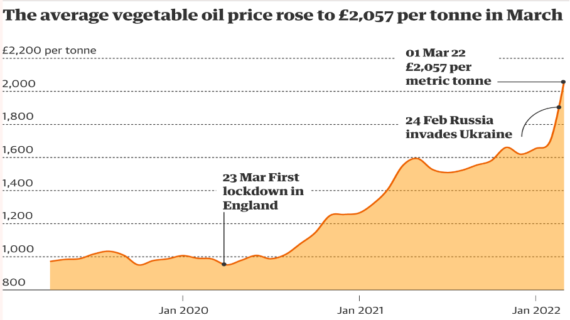 The average vegetable oil price rose to £2,057 per tonne in March
£2,200 per tonne
01 Mar 22
£2,057 per
metric tonne
2,000
24 Feb Russia
invades Ukraine
1,800
1,600
23 Mar First
lockdown in
England
1,400
1,200
1,000
800
Jan 2020
Jan 2021
Jan 2022